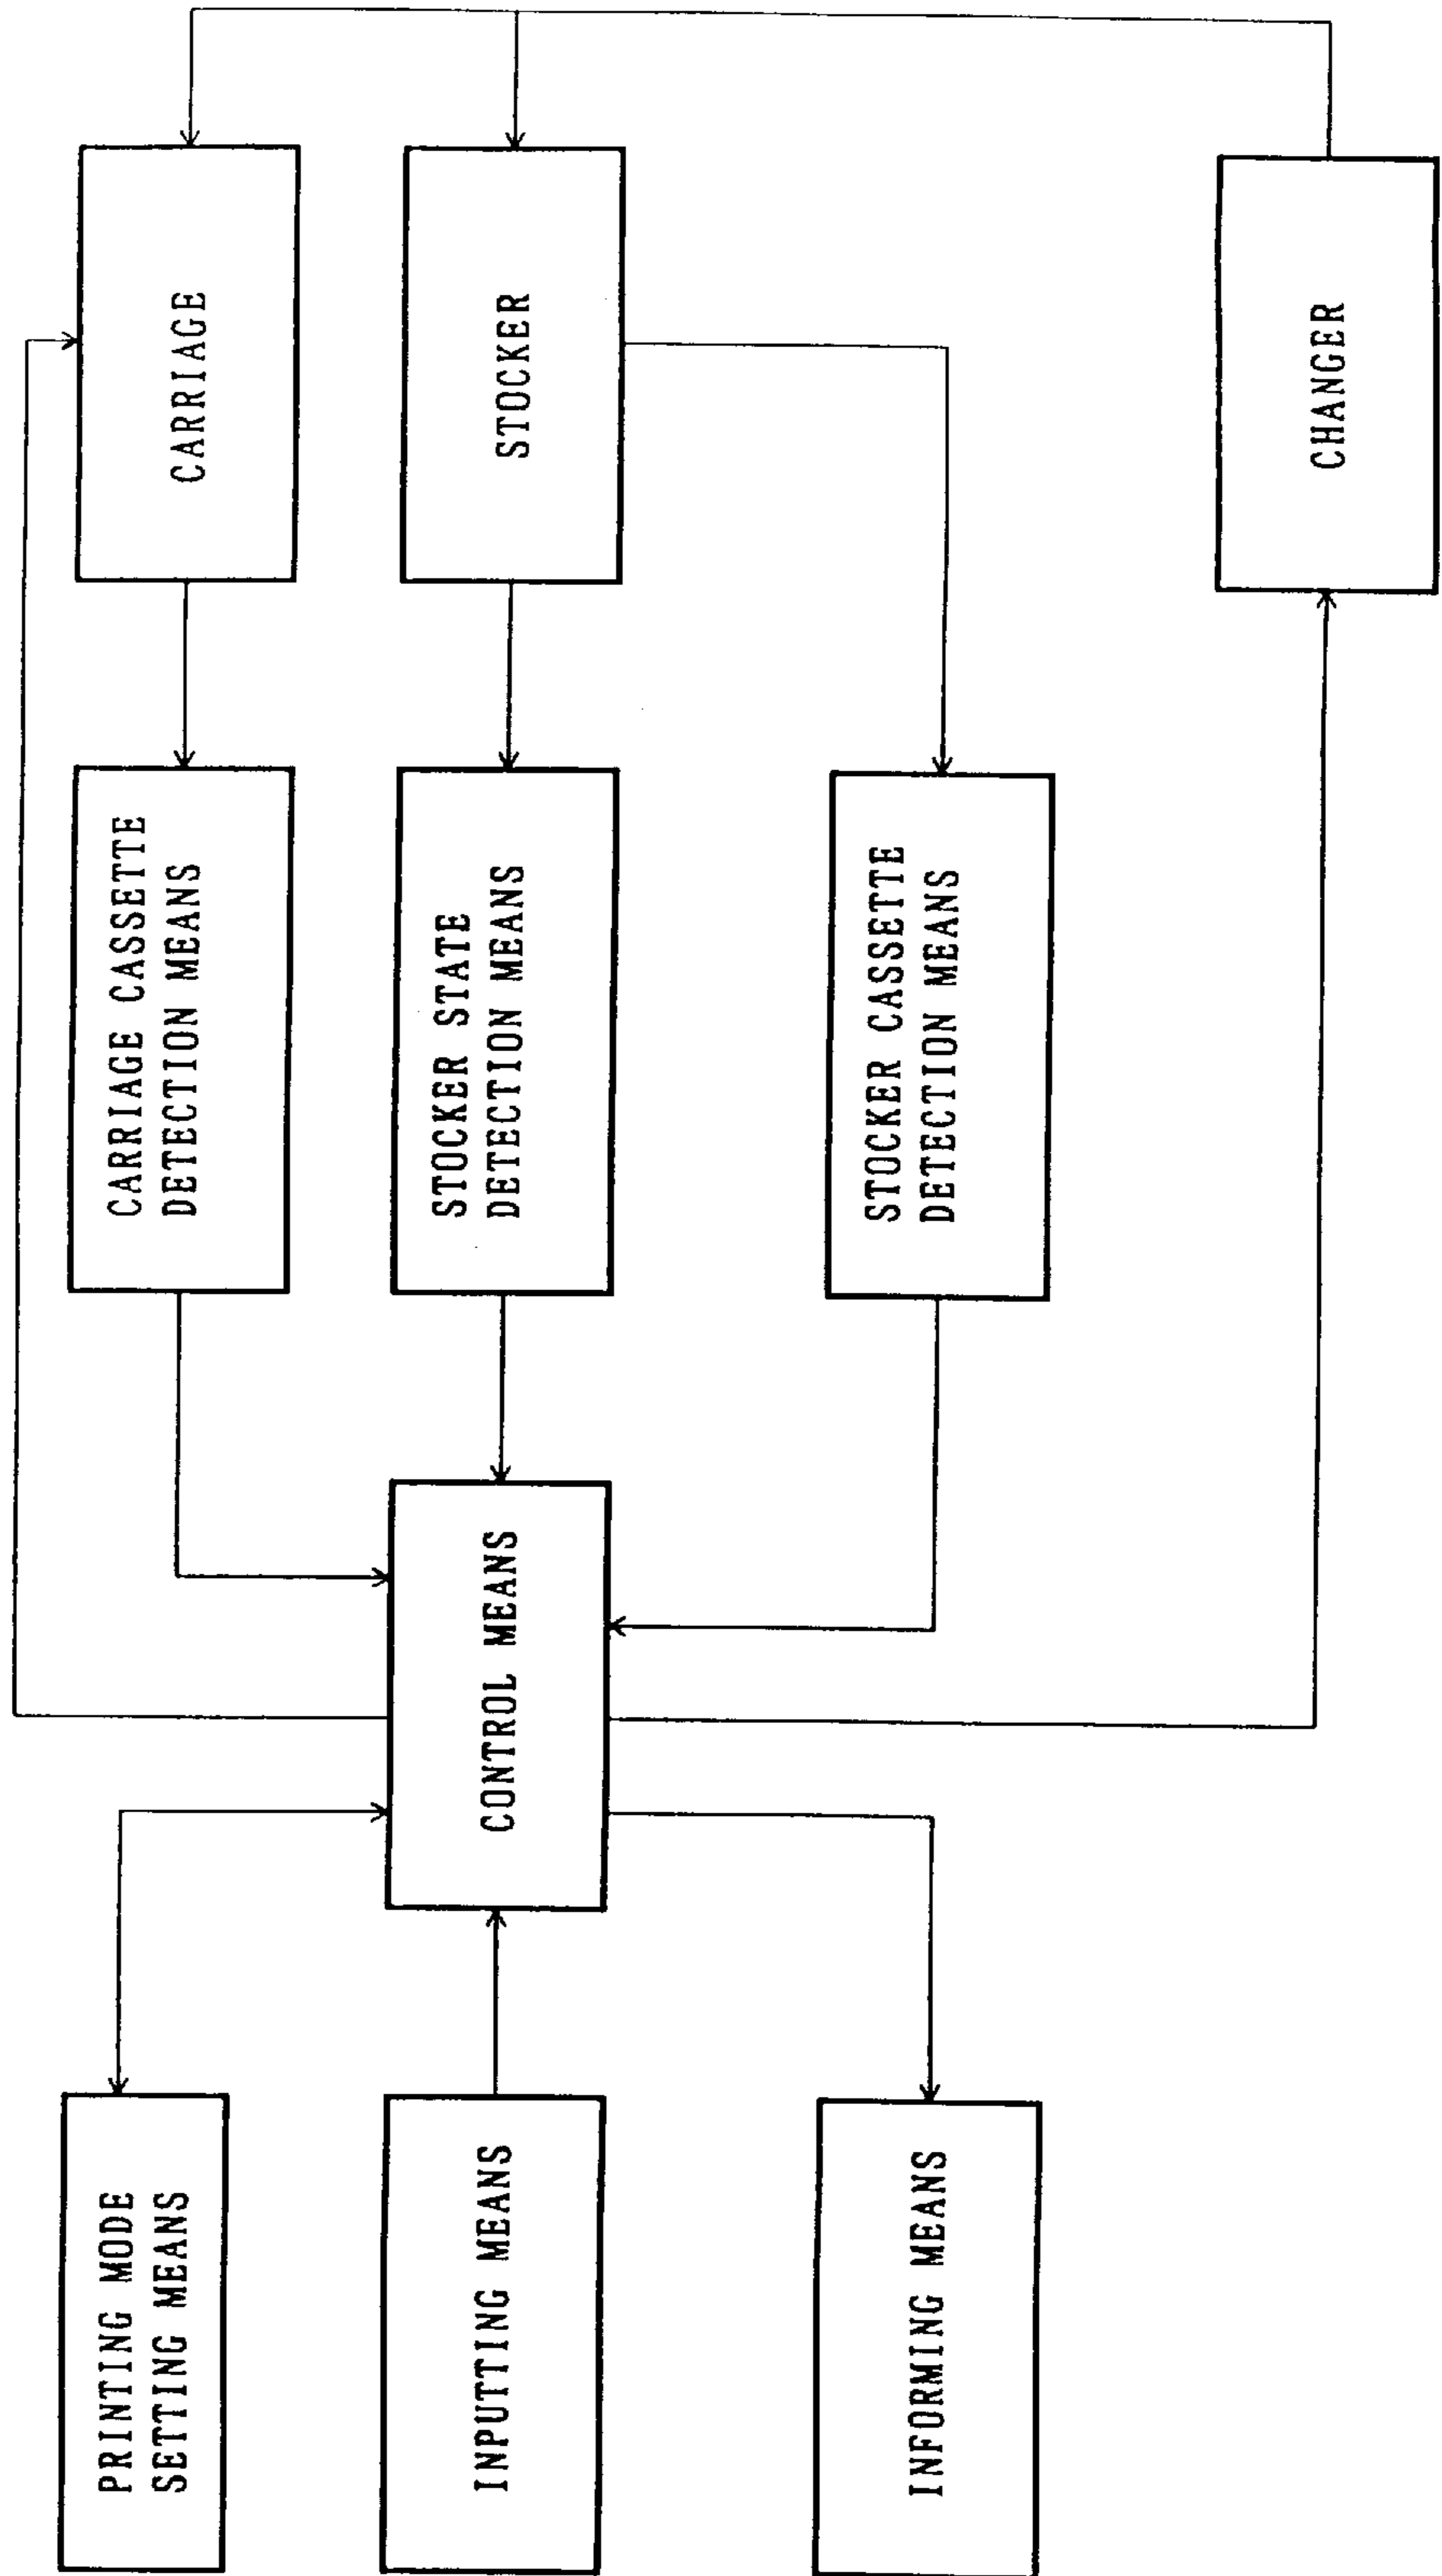 PRINTING MODE
SETTING MEANS
INPUTTING MEANS
INFORMING MEANS
CONTROL MEANS
CARRIAGE CASSETTE
DETECTION MEANS
STOCKER STATE
DETECTION MEANS
STOCKER CASSETTE
DETECTION MEANS
CARRIAGE
STOCKER
CHANGER